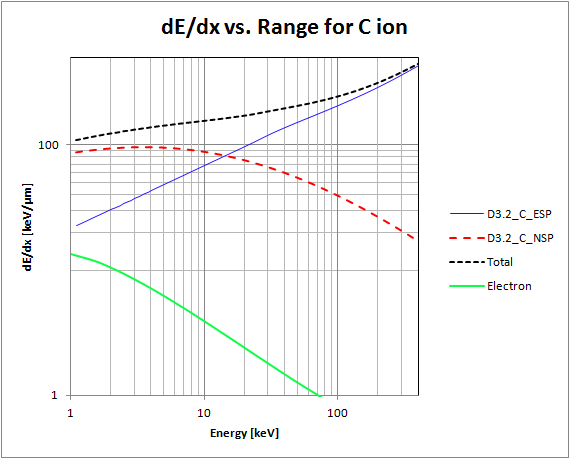 dE/dx vs. Range for C ion
100
1
dE/dx [keV/µm]
1
10
100
Energy [keV]
D3.2_C_ESP
D3.2_C_NSP
Total
Electron